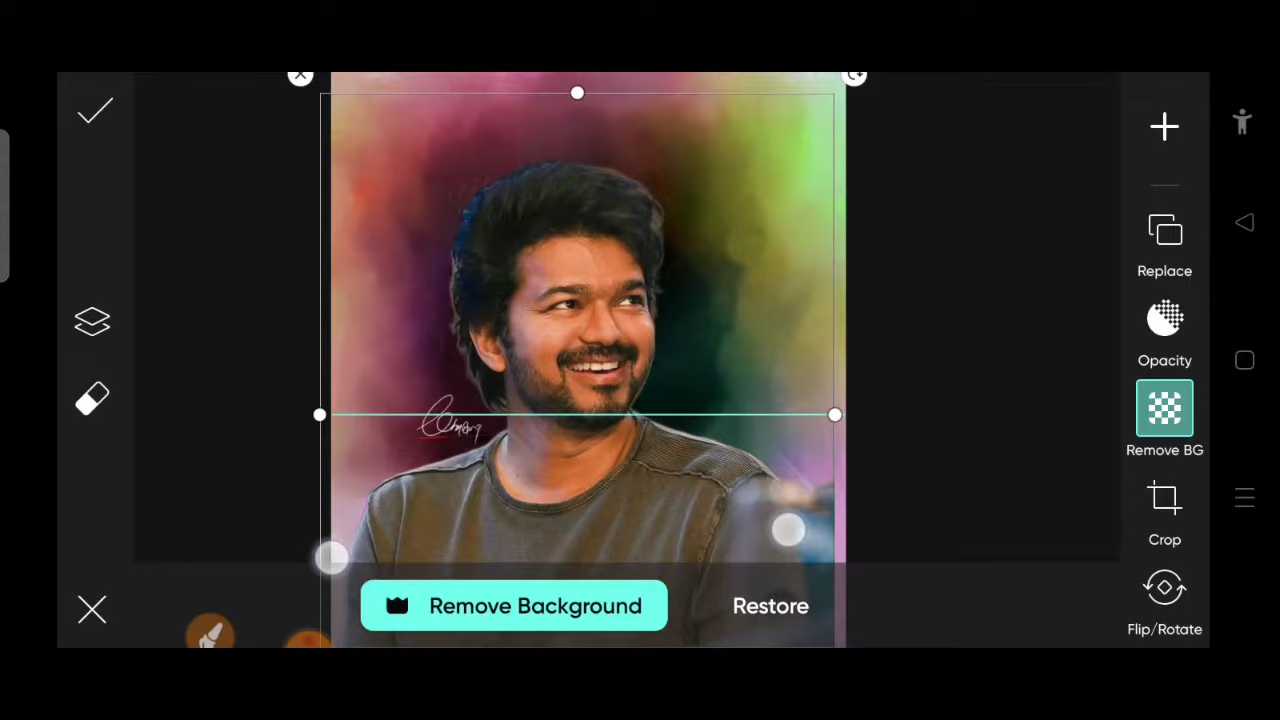 Replace
Opacity
Remove BG
Crop
Flip/Rotate
Remove Background
Restore